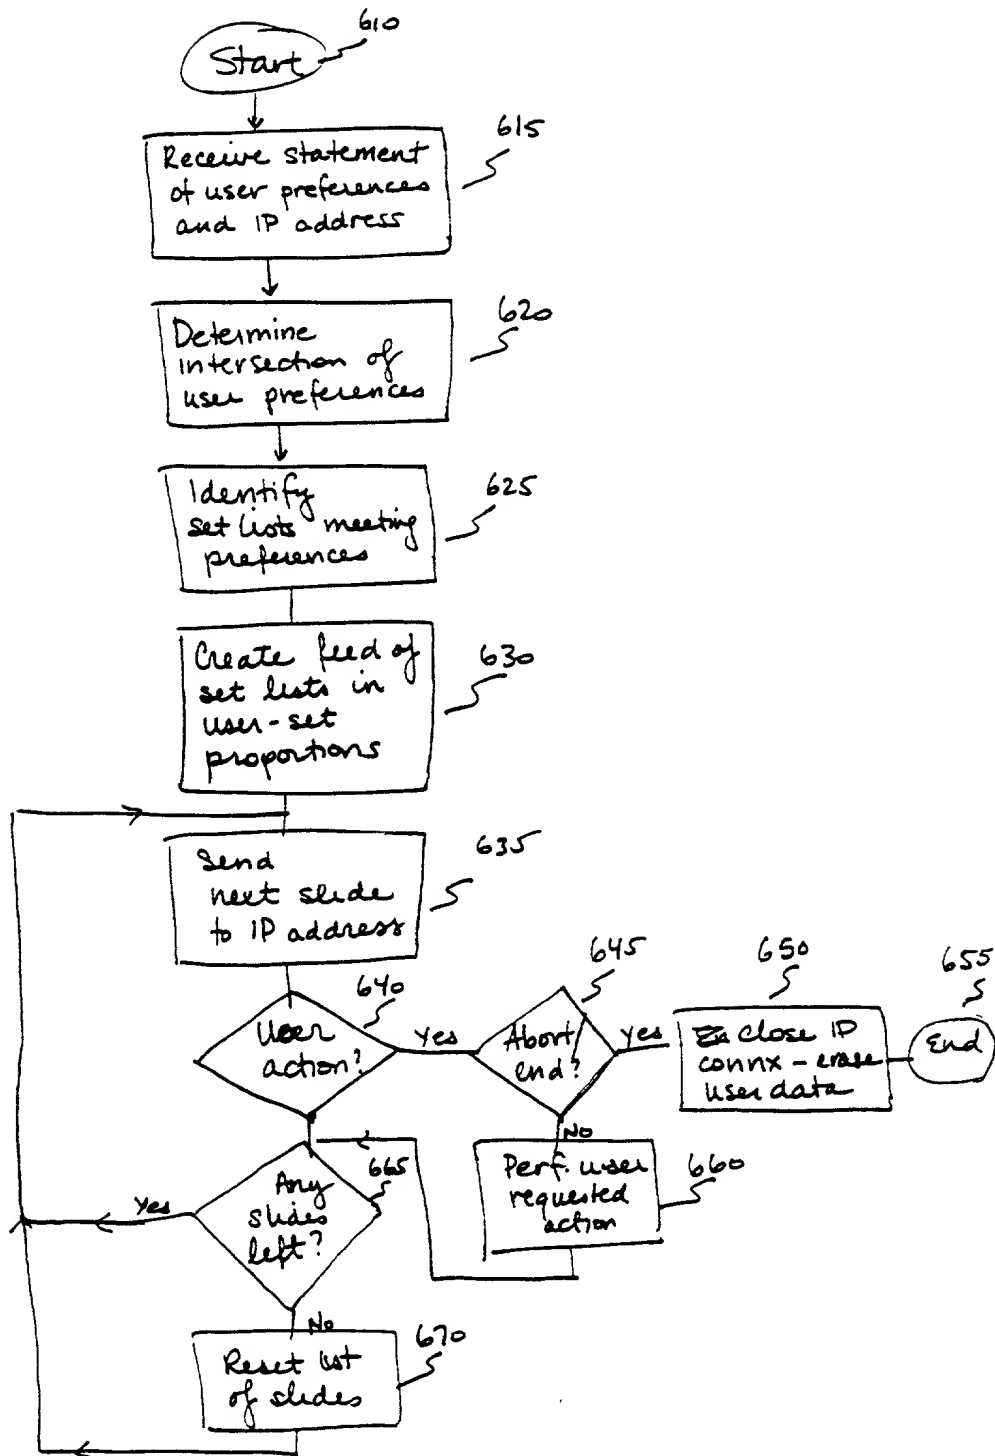 Start
610
Receive statement
of user preferences
and IP address
615
Determine
intersection of
user preferences
620
Identify
set lists meeting
preferences
625
Create feed of
set lists in
user-set
proportions
630
Send
next slide
to IP address
635
User
action?
640
Yes
Abort
end?
645
Yes
close IP
connx - erase
user data
650
End
655
No
Perf. user
requested
action
660
Any
slides
left?
665
Yes
No
Reset list
of slides
670